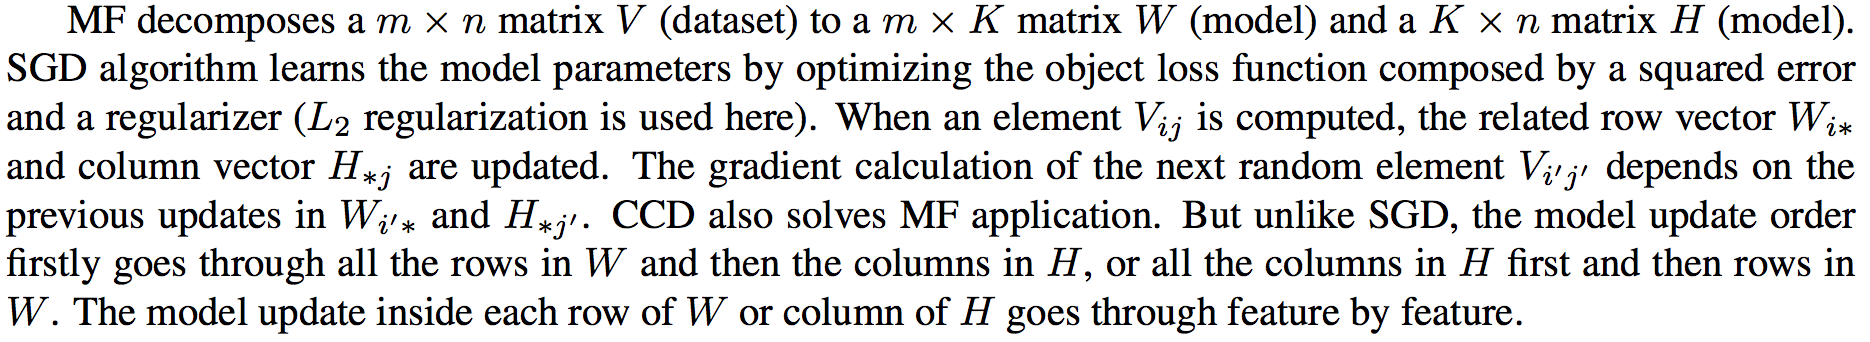 MF decomposes a m × n matrix V (dataset) to a m × K matrix W (model) and a K × n matrix H (model).
SGD algorithm learns the model parameters by optimizing the object loss function composed by a squared error
and a regularizer (L₂ regularization is used here). When an element V_{ij} is computed, the related row vector W_{i*}
and column vector H_{*j} are updated. The gradient calculation of the next random element V_{i′j′} depends on the
previous updates in W_{i′*} and H_{*j′}. CCD also solves MF application. But unlike SGD, the model update order
firstly goes through all the rows in W and then the columns in H, or all the columns in H first and then rows in
W. The model update inside each row of W or column of H goes through feature by feature.